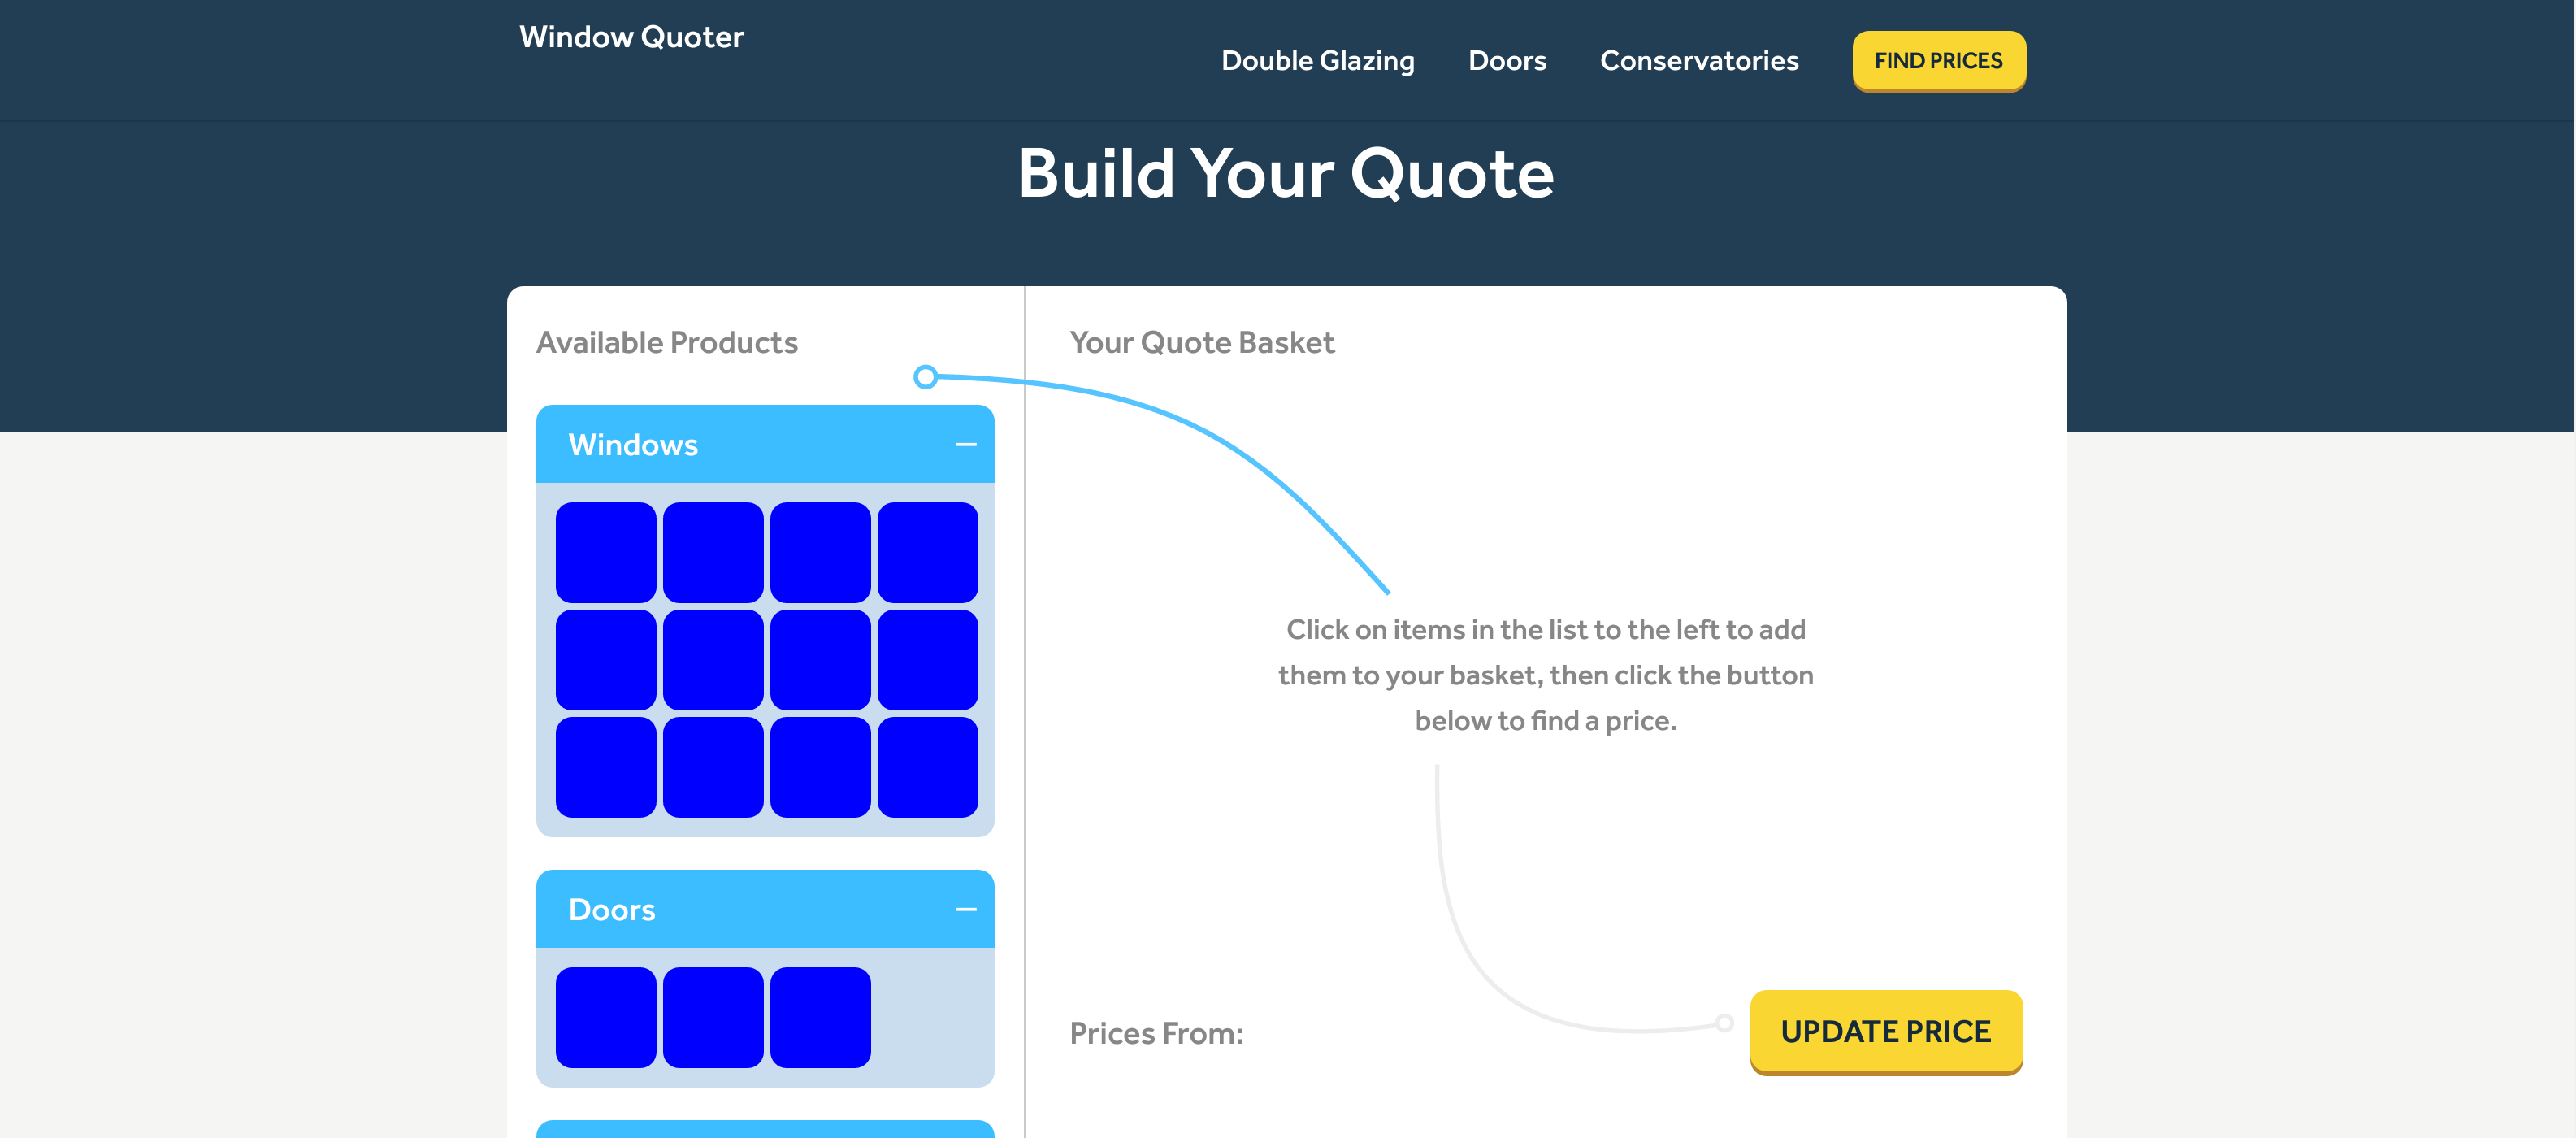 Window Quoter
Double Glazing
Doors
Conservatories
FIND PRICES
Build Your Quote
Available Products
Windows
Doors
Your Quote Basket
Click on items in the list to the left to add
them to your basket, then click the button
below to find a price.
Prices From:
UPDATE PRICE